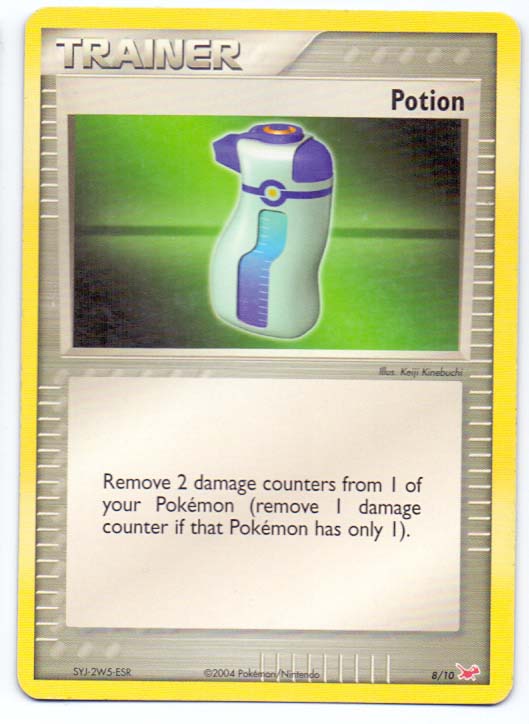 TRAINER
Potion
Illus. Keiji Kinebuchi
Remove 2 damage counters from 1 of
your Pokémon (remove 1 damage
counter if that Pokémon has only 1).
SYJ-2W5-ESR ©2004 Pokémon/Nintendo 8/10